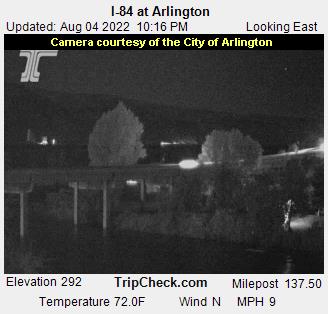 I-84 at Arlington
Updated: Aug 04 2022 10:16 PM Looking East
Camera courtesy of the City of Arlington
Elevation 292 TripCheck.com Milepost 137.50
Temperature 72.0F Wind N MPH 9